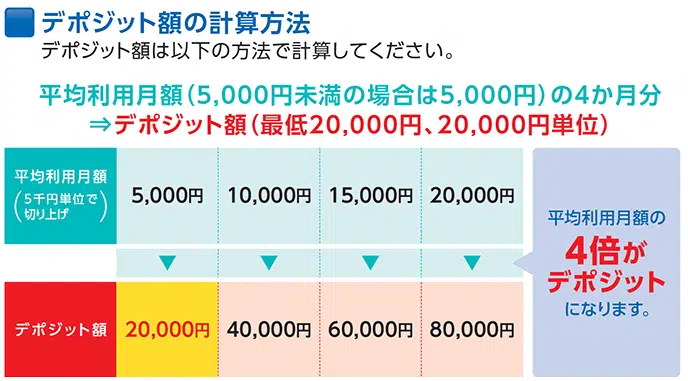 デポジット額の計算方法
デポジット額は以下の方法で計算してください。
平均利用月額(5,000円未満の場合は5,000円)の4か月分
⇒デポジット額(最低20,000円、20,000円単位)
平均利用月額
(5千円単位で
切り上げ)
5,000円 10,000円 15,000円 20,000円
▼ ▼ ▼ ▼
デポジット額 20,000円 40,000円 60,000円 80,000円
平均利用月額の
4倍が
デポジット
になります。